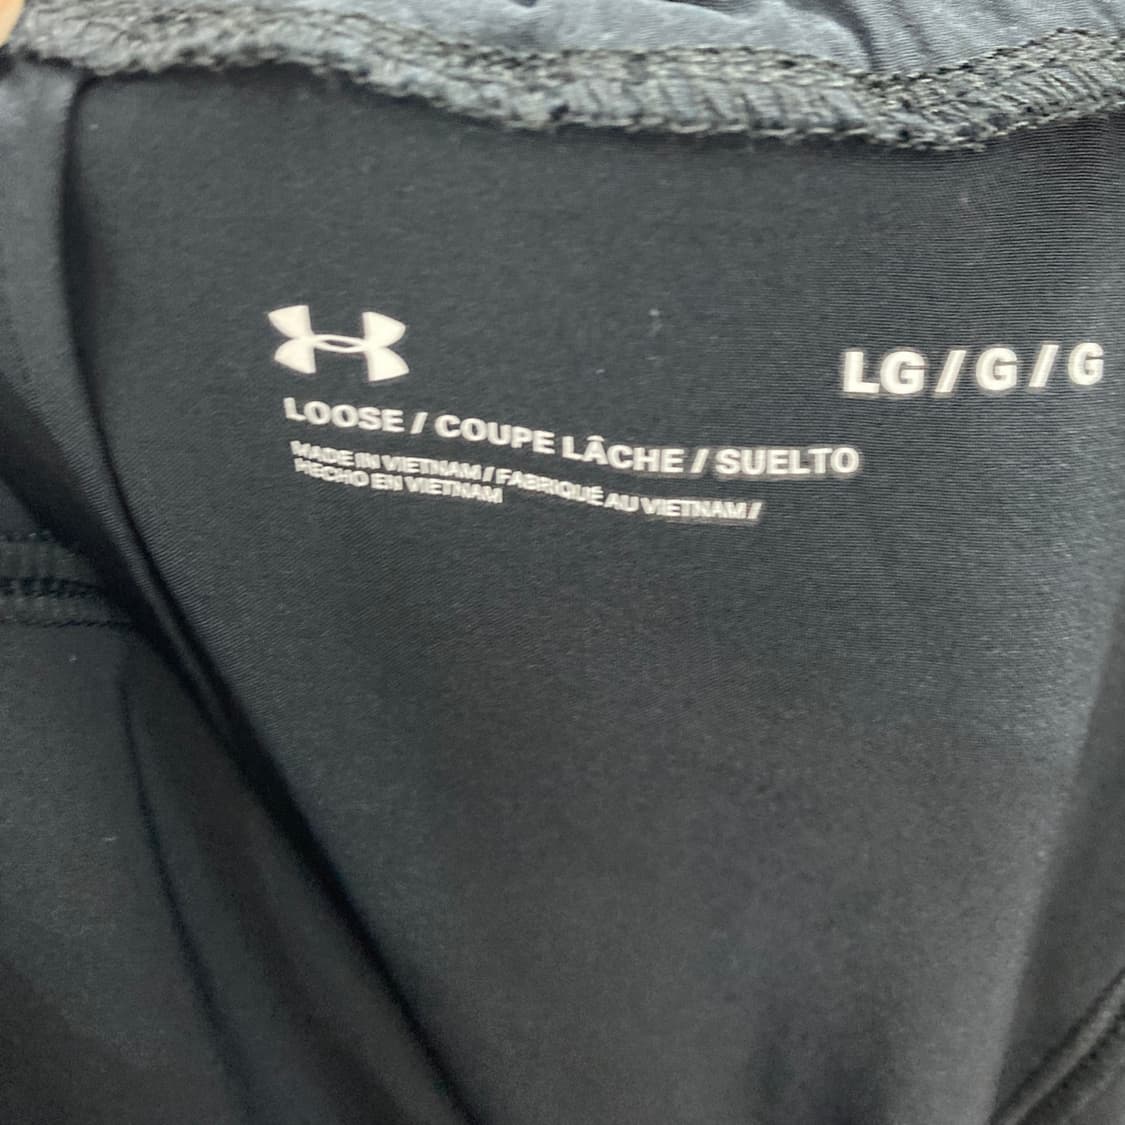 LG / G / G
LOOSE / COUPE LÂCHE / SUELTO
MADE IN VIETNAM / FABRIQUÉ AU VIETNAM /
HECHO EN VIETNAM